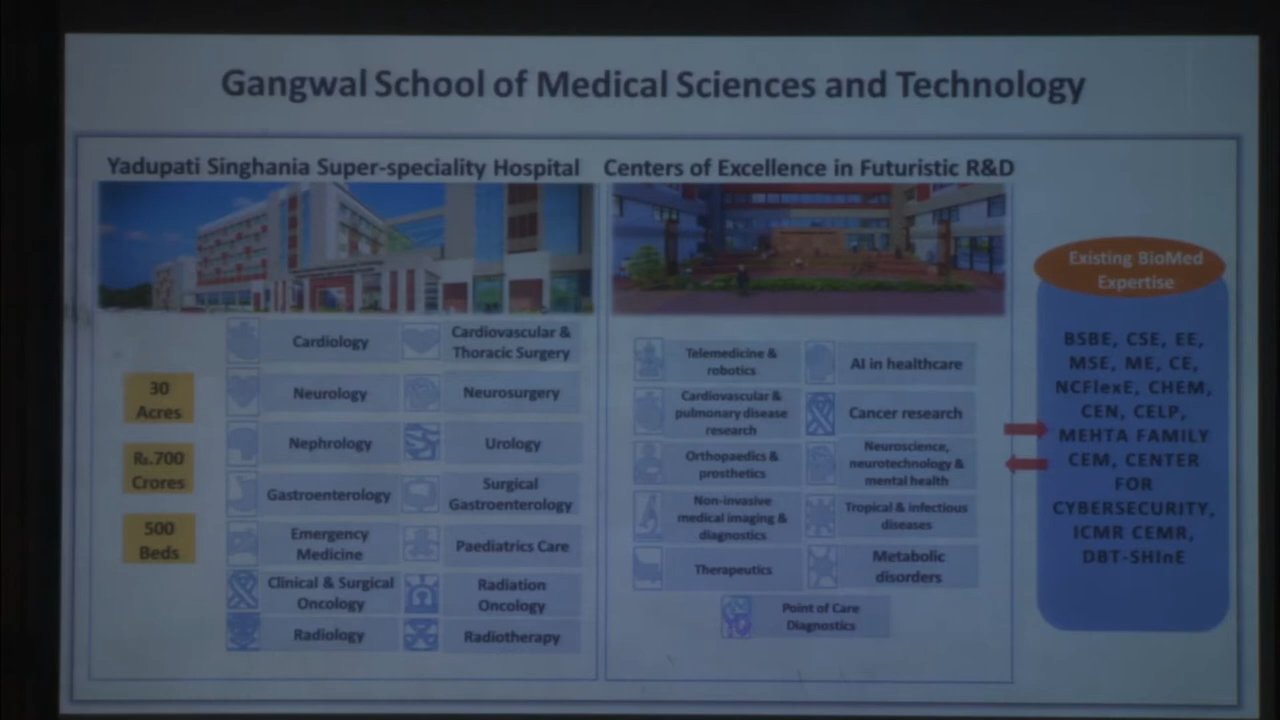 Gangwal School of Medical Sciences and Technology
Yadupati Singhania Super-speciality Hospital
30
Acres
Rs.700
Crores
500
Beds
Cardiology
Cardiovascular &
Thoracic Surgery
Neurology
Neurosurgery
Nephrology
Urology
Gastroenterology
Surgical
Gastroenterology
Emergency
Medicine
Paediatrics Care
Clinical & Surgical
Oncology
Radiation
Oncology
Radiology
Radiotherapy
Centers of Excellence in Futuristic R&D
Telemedicine &
robotics
AI in healthcare
Cardiovascular &
pulmonary disease
research
Cancer research
Orthopaedics &
prosthetics
Neuroscience,
neurotechnology &
mental health
Non-invasive
medical imaging &
diagnostics
Tropical & infectious
diseases
Therapeutics
Metabolic
disorders
Point of Care
Diagnostics
Existing BioMed
Expertise
BSBE, CSE, EE,
MSE, ME, CE,
NCFlexE, CHEM,
CEN, CELP,
MEHTA FAMILY
CEM, CENTER
FOR
CYBERSECURITY,
ICMR CEMR,
DBT-SHInE